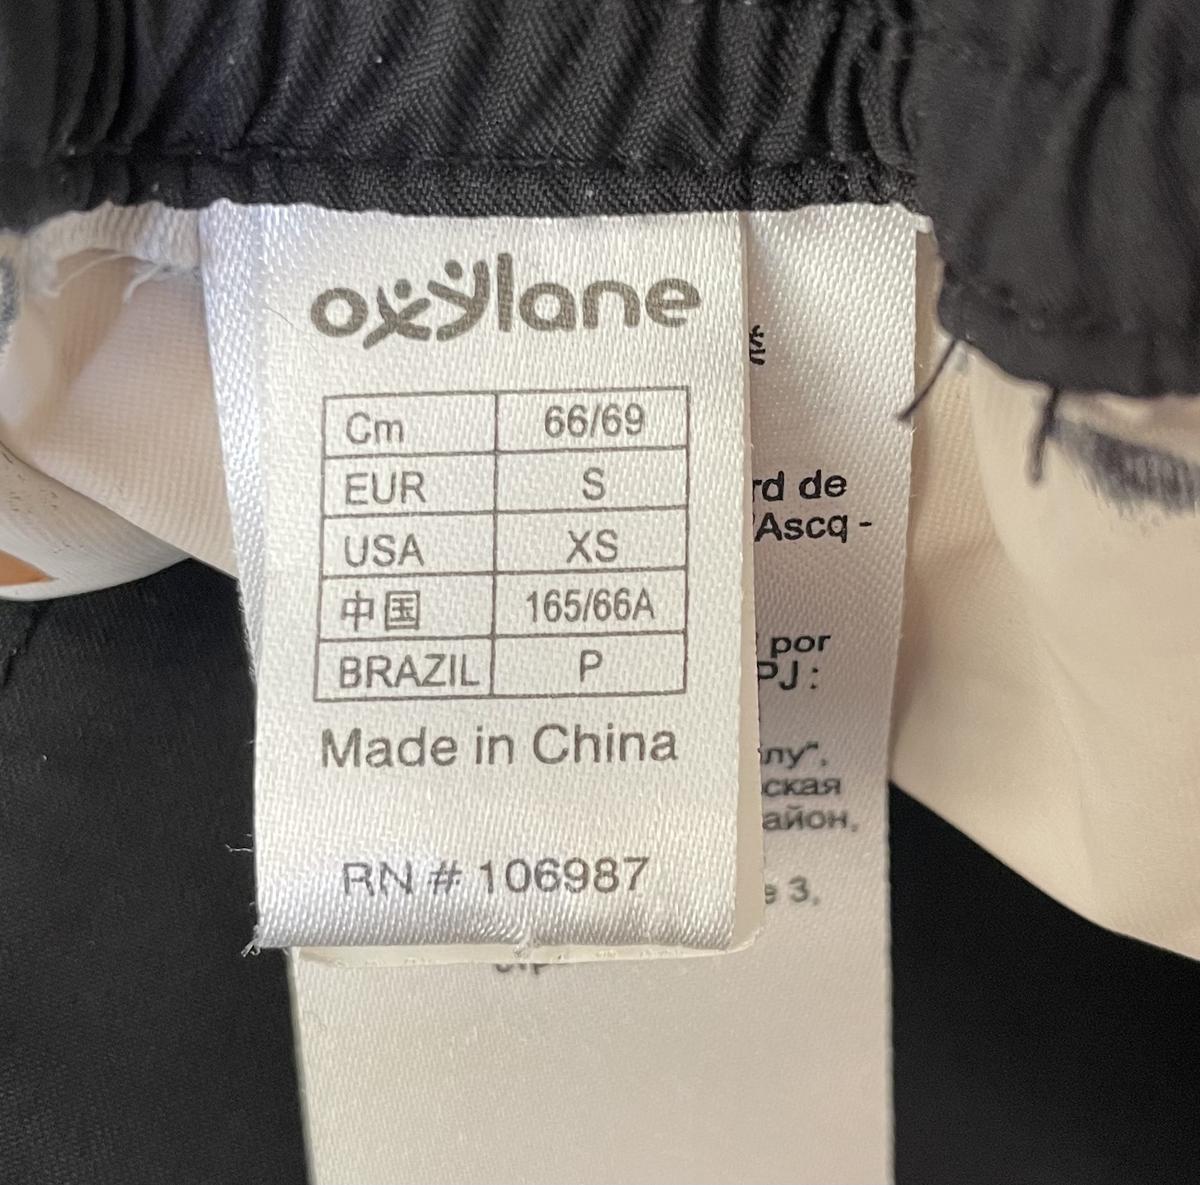 oxylane
Cm 66/69
EUR S
USA XS
中国 165/66A
BRAZIL P
Made in China
RN # 106987
rd de
'Ascq -
por
PJ :
лу",
ская
айон,
e 3,